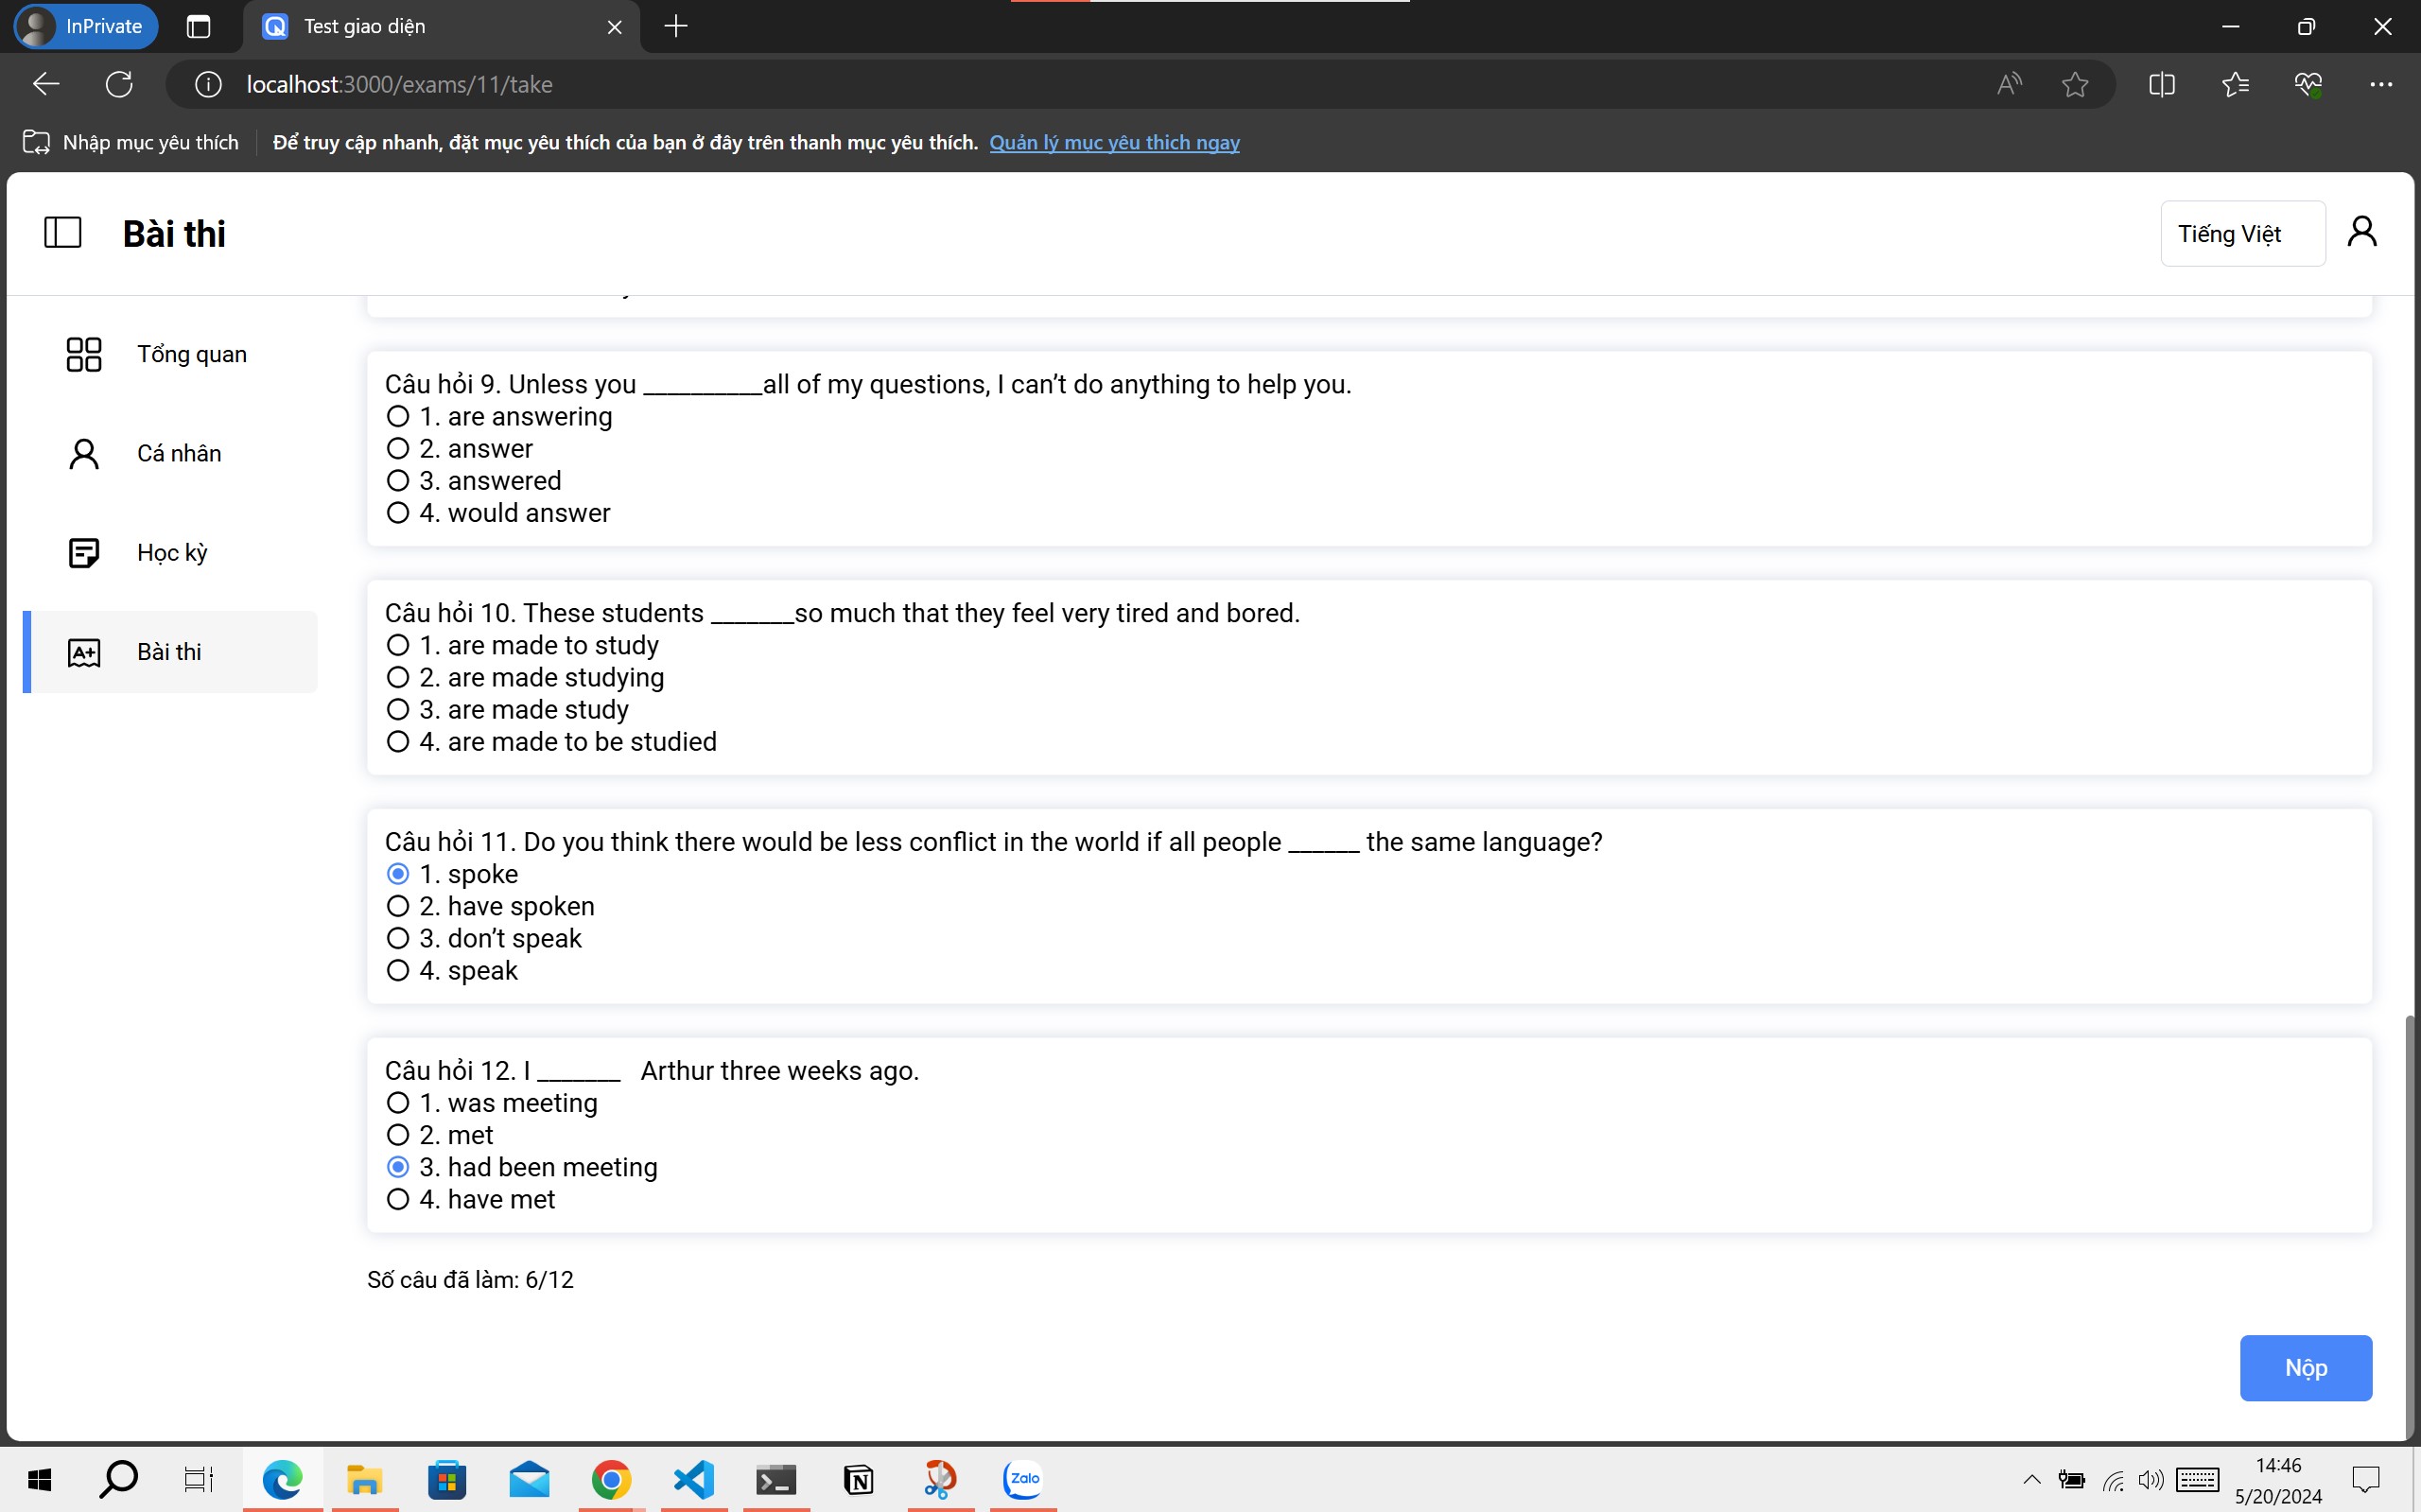 InPrivate
Test giao diện
localhost:3000/exams/11/take
Nhập mục yêu thích
Để truy cập nhanh, đặt mục yêu thích của bạn ở đây trên thanh mục yêu thích. Quản lý mục yêu thích ngay
Bài thi
Tiếng Việt
Tổng quan
Cá nhân
Học kỳ
A+ Bài thi
Câu hỏi 9. Unless you __________all of my questions, I can’t do anything to help you.
1. are answering
2. answer
3. answered
4. would answer
Câu hỏi 10. These students _______so much that they feel very tired and bored.
1. are made to study
2. are made studying
3. are made study
4. are made to be studied
Câu hỏi 11. Do you think there would be less conflict in the world if all people ______ the same language?
1. spoke
2. have spoken
3. don’t speak
4. speak
Câu hỏi 12. I _______ Arthur three weeks ago.
1. was meeting
2. met
3. had been meeting
4. have met
Số câu đã làm: 6/12
Nộp
Zalo
14:46
5/20/2024